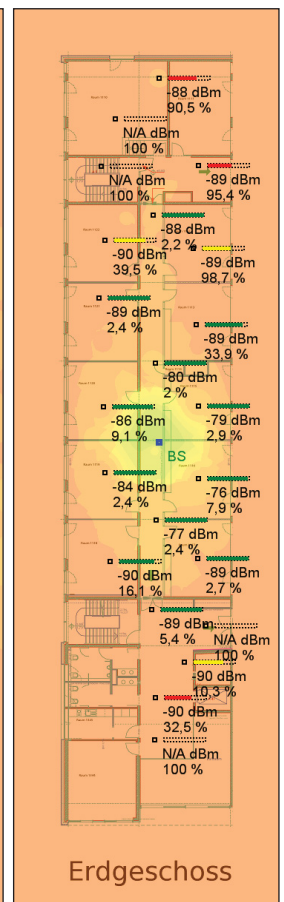 -88 dBm
90,5 %
N/A dBm
100 %
N/A dBm
100 %
-89 dBm
95,4 %
-88 dBm
2,2 %
-90 dBm
39,5 %
-89 dBm
98,7 %
-89 dBm
2,4 %
-89 dBm
33,9 %
-80 dBm
2 %
-86 dBm
9,1 %
-79 dBm
2,9 %
BS
-84 dBm
2,4 %
-76 dBm
7,9 %
-77 dBm
2,4 %
-90 dBm
16,1 %
-89 dBm
2,7 %
-89 dBm
5,4 %
N/A dBm
100 %
-90 dBm
10,3 %
-90 dBm
32,5 %
N/A dBm
100 %
Erdgeschoss